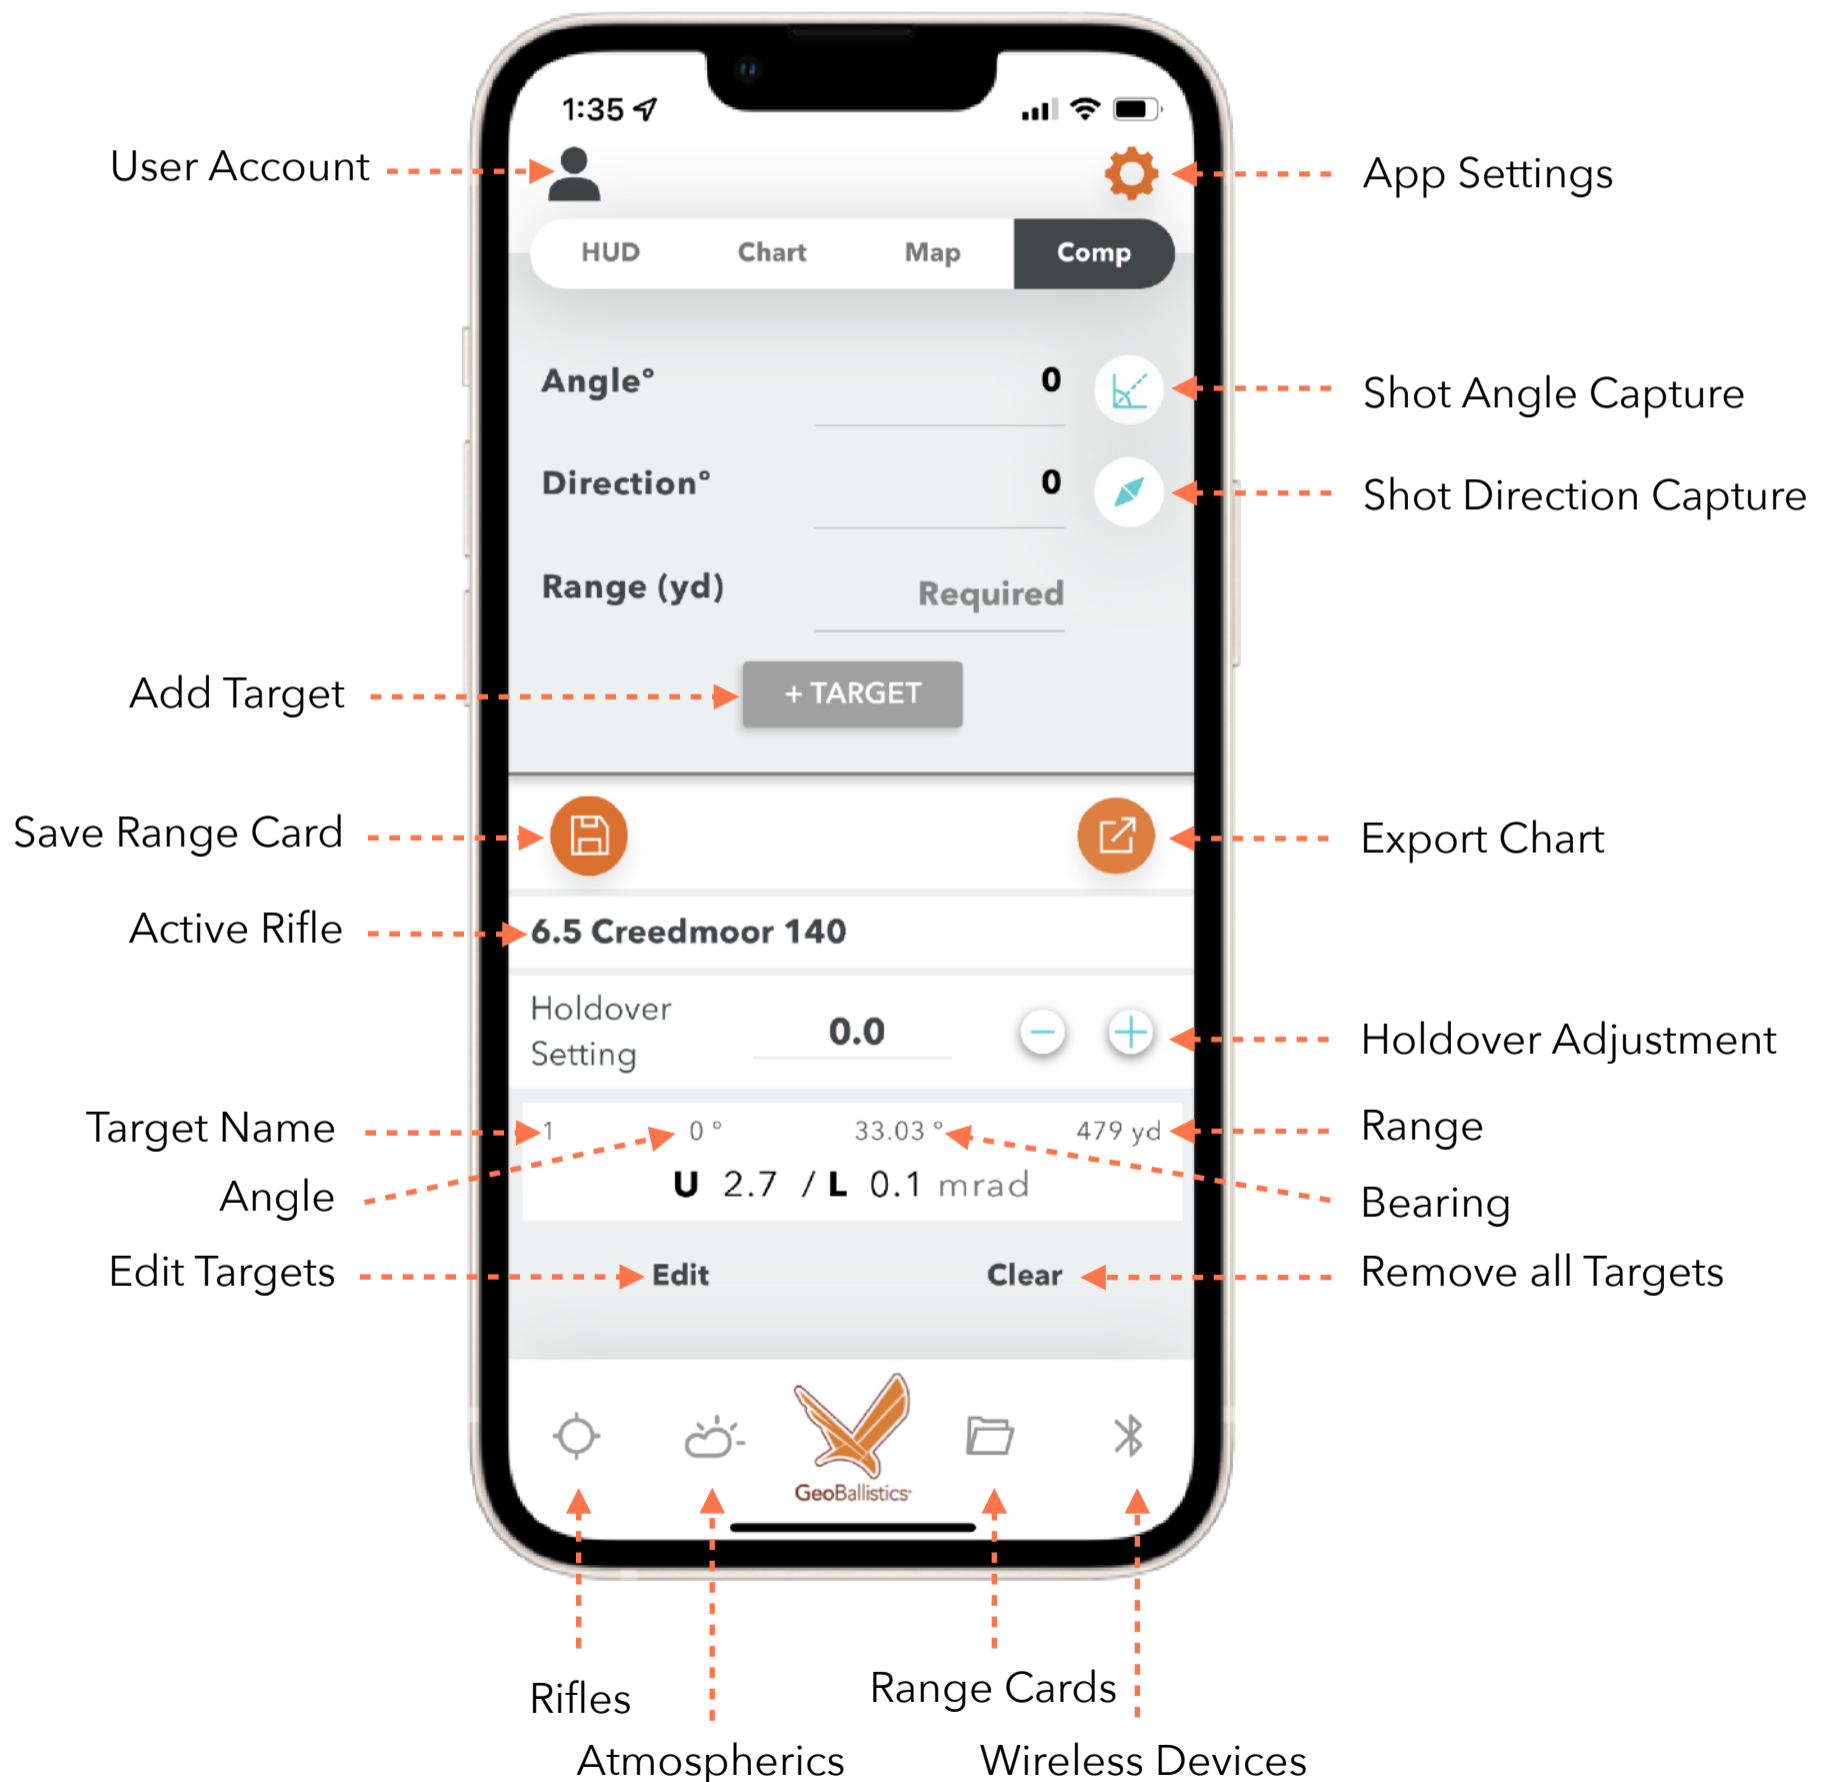 1:35
User Account
App Settings
HUD Chart Map Comp
Angle° 0
Shot Angle Capture
Direction° 0
Shot Direction Capture
Range (yd) Required
Add Target
+ TARGET
Save Range Card
Export Chart
Active Rifle
6.5 Creedmoor 140
Holdover
Setting
0.0
Holdover Adjustment
Target Name
1 0 ° 33.03 ° 479 yd
Range
Angle
U 2.7 / L 0.1 mrad
Bearing
Edit Targets
Edit
Clear
Remove all Targets
GeoBallistics
Rifles
Range Cards
Atmospherics
Wireless Devices